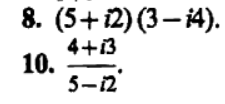 8. (5+i2)(3−i4).
10. 4+i3
5−i2.